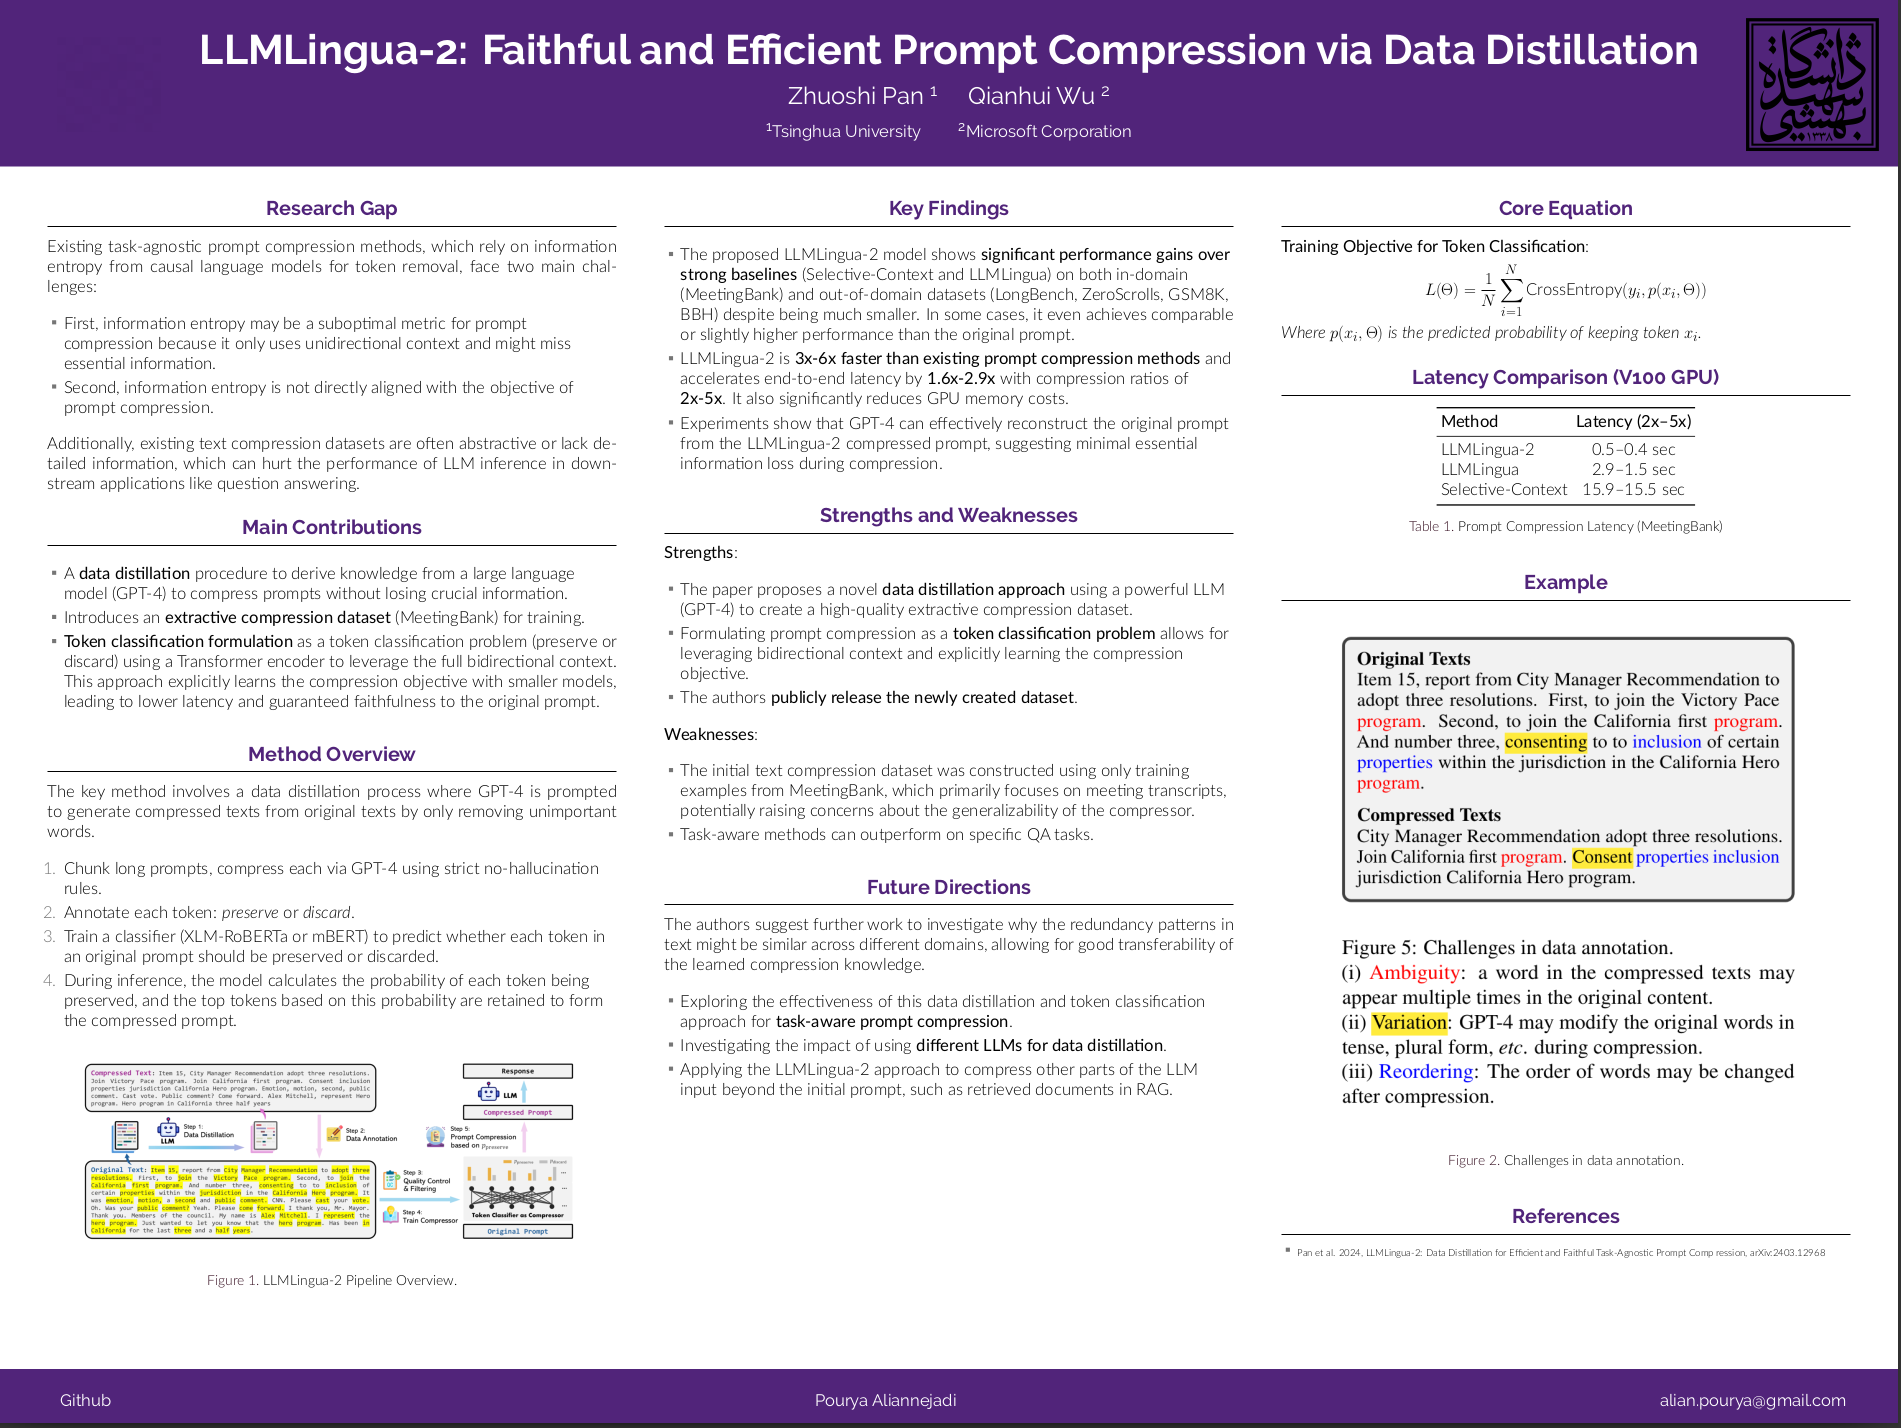 LLMLingua-2: Faithful and Efficient Prompt Compression via Data Distillation
Zhuoshi Pan 1 Qianhui Wu 2
1Tsinghua University 2Microsoft Corporation
دانشگاه
شهید
بهشتی
۱۳۳۸
Research Gap
Existing task-agnostic prompt compression methods, which rely on information
entropy from causal language models for token removal, face two main chal-
lenges:
▪ First, information entropy may be a suboptimal metric for prompt
compression because it only uses unidirectional context and might miss
essential information.
▪ Second, information entropy is not directly aligned with the objective of
prompt compression.
Additionally, existing text compression datasets are often abstractive or lack de-
tailed information, which can hurt the performance of LLM inference in down-
stream applications like question answering.
Main Contributions
▪ A data distillation procedure to derive knowledge from a large language
model (GPT-4) to compress prompts without losing crucial information.
▪ Introduces an extractive compression dataset (MeetingBank) for training.
▪ Token classification formulation as a token classification problem (preserve or
discard) using a Transformer encoder to leverage the full bidirectional context.
This approach explicitly learns the compression objective with smaller models,
leading to lower latency and guaranteed faithfulness to the original prompt.
Method Overview
The key method involves a data distillation process where GPT-4 is prompted
to generate compressed texts from original texts by only removing unimportant
words.
1. Chunk long prompts, compress each via GPT-4 using strict no-hallucination
rules.
2. Annotate each token: preserve or discard.
3. Train a classifier (XLM-RoBERTa or mBERT) to predict whether each token in
an original prompt should be preserved or discarded.
4. During inference, the model calculates the probability of each token being
preserved, and the top tokens based on this probability are retained to form
the compressed prompt.
Compressed Text: Item 15, City Manager Recommendation adopt three resolutions.
Join Victory Pace program. Join California first program. Consent inclusion
properties jurisdiction California Hero program. Emotion, motion, second, public
comment. Cast vote. Public comment? Come forward. Alex Mitchell, represent Hero
program. Hero program in California three half years
LLM
Step 1:
Data Distillation
Step 2:
Data Annotation
Original Text: Item 15, report from City Manager Recommendation to adopt three
resolutions. First, to join the Victory Pace program. Second, to join the
California first program. And number three, consenting to to inclusion of
certain properties within the jurisdiction in the California Hero program. It
was emotion, motion, a second and public comment. CNN. Please cast your vote.
Oh. Was your public comment? Yeah. Please come forward. I thank you, Mr. Mayor.
Thank you. Members of the council. My name is Alex Mitchell. I represent the
hero program. Just wanted to let you know that the hero program. Has been in
California for the last three and a half years.
Step 3:
Quality Control
& Filtering
Step 4:
Train Compressor
Response
LLM
Compressed Prompt
Step 5:
Prompt Compression
based on Ppreserve
Ppreserve Pdiscard
...
...
...
Token Classifier as Compressor
Original Prompt
Figure 1. LLMLingua-2 Pipeline Overview.
Key Findings
▪ The proposed LLMLingua-2 model shows significant performance gains over
strong baselines (Selective-Context and LLMLingua) on both in-domain
(MeetingBank) and out-of-domain datasets (LongBench, ZeroScrolls, GSM8K,
BBH) despite being much smaller. In some cases, it even achieves comparable
or slightly higher performance than the original prompt.
▪ LLMLingua-2 is 3x-6x faster than existing prompt compression methods and
accelerates end-to-end latency by 1.6x-2.9x with compression ratios of
2x-5x. It also significantly reduces GPU memory costs.
▪ Experiments show that GPT-4 can effectively reconstruct the original prompt
from the LLMLingua-2 compressed prompt, suggesting minimal essential
information loss during compression.
Strengths and Weaknesses
Strengths:
▪ The paper proposes a novel data distillation approach using a powerful LLM
(GPT-4) to create a high-quality extractive compression dataset.
▪ Formulating prompt compression as a token classification problem allows for
leveraging bidirectional context and explicitly learning the compression
objective.
▪ The authors publicly release the newly created dataset.
Weaknesses:
▪ The initial text compression dataset was constructed using only training
examples from MeetingBank, which primarily focuses on meeting transcripts,
potentially raising concerns about the generalizability of the compressor.
▪ Task-aware methods can outperform on specific QA tasks.
Future Directions
The authors suggest further work to investigate why the redundancy patterns in
text might be similar across different domains, allowing for good transferability of
the learned compression knowledge.
▪ Exploring the effectiveness of this data distillation and token classification
approach for task-aware prompt compression.
▪ Investigating the impact of using different LLMs for data distillation.
▪ Applying the LLMLingua-2 approach to compress other parts of the LLM
input beyond the initial prompt, such as retrieved documents in RAG.
Core Equation
Training Objective for Token Classification:
L(Θ) = 1/N ∑_{i=1}^{N} CrossEntropy(y_i, p(x_i, Θ))
Where p(x_i, Θ) is the predicted probability of keeping token x_i.
Latency Comparison (V100 GPU)
Method Latency (2x–5x)
LLMLingua-2 0.5–0.4 sec
LLMLingua 2.9–1.5 sec
Selective-Context 15.9–15.5 sec
Table 1. Prompt Compression Latency (MeetingBank)
Example
Original Texts
Item 15, report from City Manager Recommendation to
adopt three resolutions. First, to join the Victory Pace
program. Second, to join the California first program.
And number three, consenting to to inclusion of certain
properties within the jurisdiction in the California Hero
program.
Compressed Texts
City Manager Recommendation adopt three resolutions.
Join California first program. Consent properties inclusion
jurisdiction California Hero program.
Figure 5: Challenges in data annotation.
(i) Ambiguity: a word in the compressed texts may
appear multiple times in the original content.
(ii) Variation: GPT-4 may modify the original words in
tense, plural form, etc. during compression.
(iii) Reordering: The order of words may be changed
after compression.
Figure 2. Challenges in data annotation.
References
▪ Pan et al. 2024, LLMLingua-2: Data Distillation for Efficient and Faithful Task-Agnostic Prompt Comp ression, arXiv:2403.12968
Github
Pourya Aliannejadi
alian.pourya@gmail.com